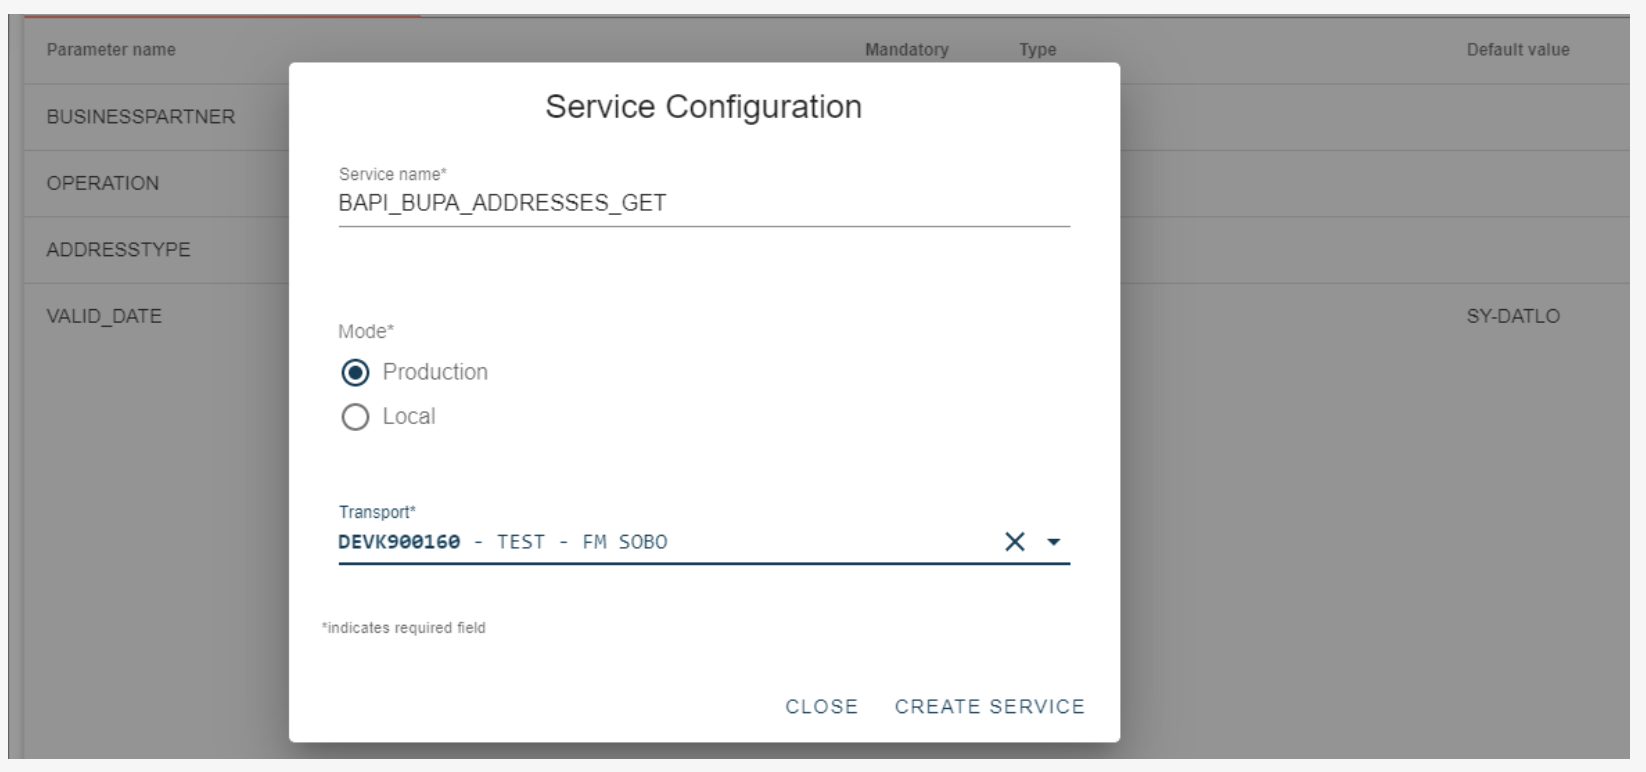 Parameter name Mandatory Type Default value
BUSINESSPARTNER
OPERATION
ADDRESSTYPE
VALID_DATE SY-DATLO
Service Configuration
Service name*
BAPI_BUPA_ADDRESSES_GET
Mode*
Production
Local
Transport*
DEVK900160 - TEST - FM SOBO
*indicates required field
CLOSE CREATE SERVICE